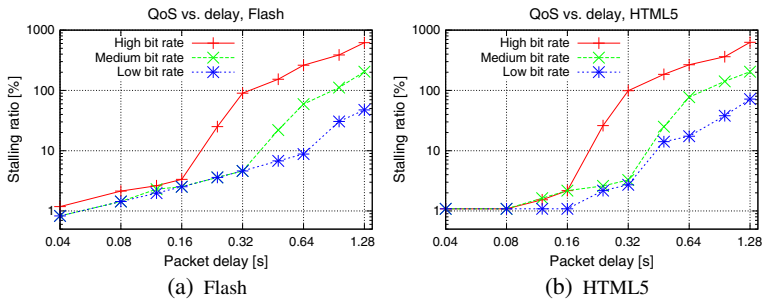 QoS vs. delay, Flash
High bit rate
Medium bit rate
Low bit rate
Stalling ratio [%]
1000
100
10
1
0.04 0.08 0.16 0.32 0.64 1.28
Packet delay [s]
(a) Flash
QoS vs. delay, HTML5
High bit rate
Medium bit rate
Low bit rate
Stalling ratio [%]
1000
100
10
1
0.04 0.08 0.16 0.32 0.64 1.28
Packet delay [s]
(b) HTML5